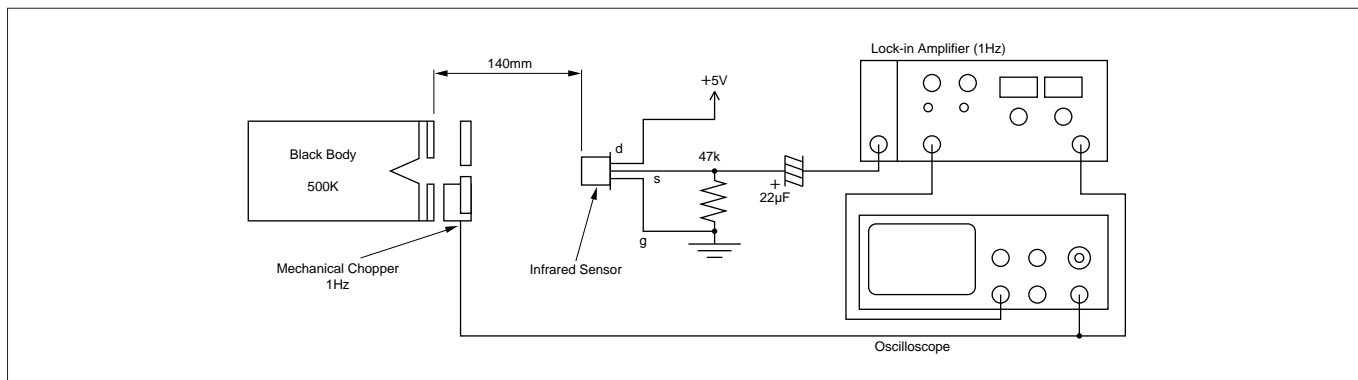 Lock-in Amplifier (1Hz)
140mm
+5V
Black Body
500K
d
s
g
47k
+
22µF
Mechanical Chopper
1Hz
Infrared Sensor
Oscilloscope